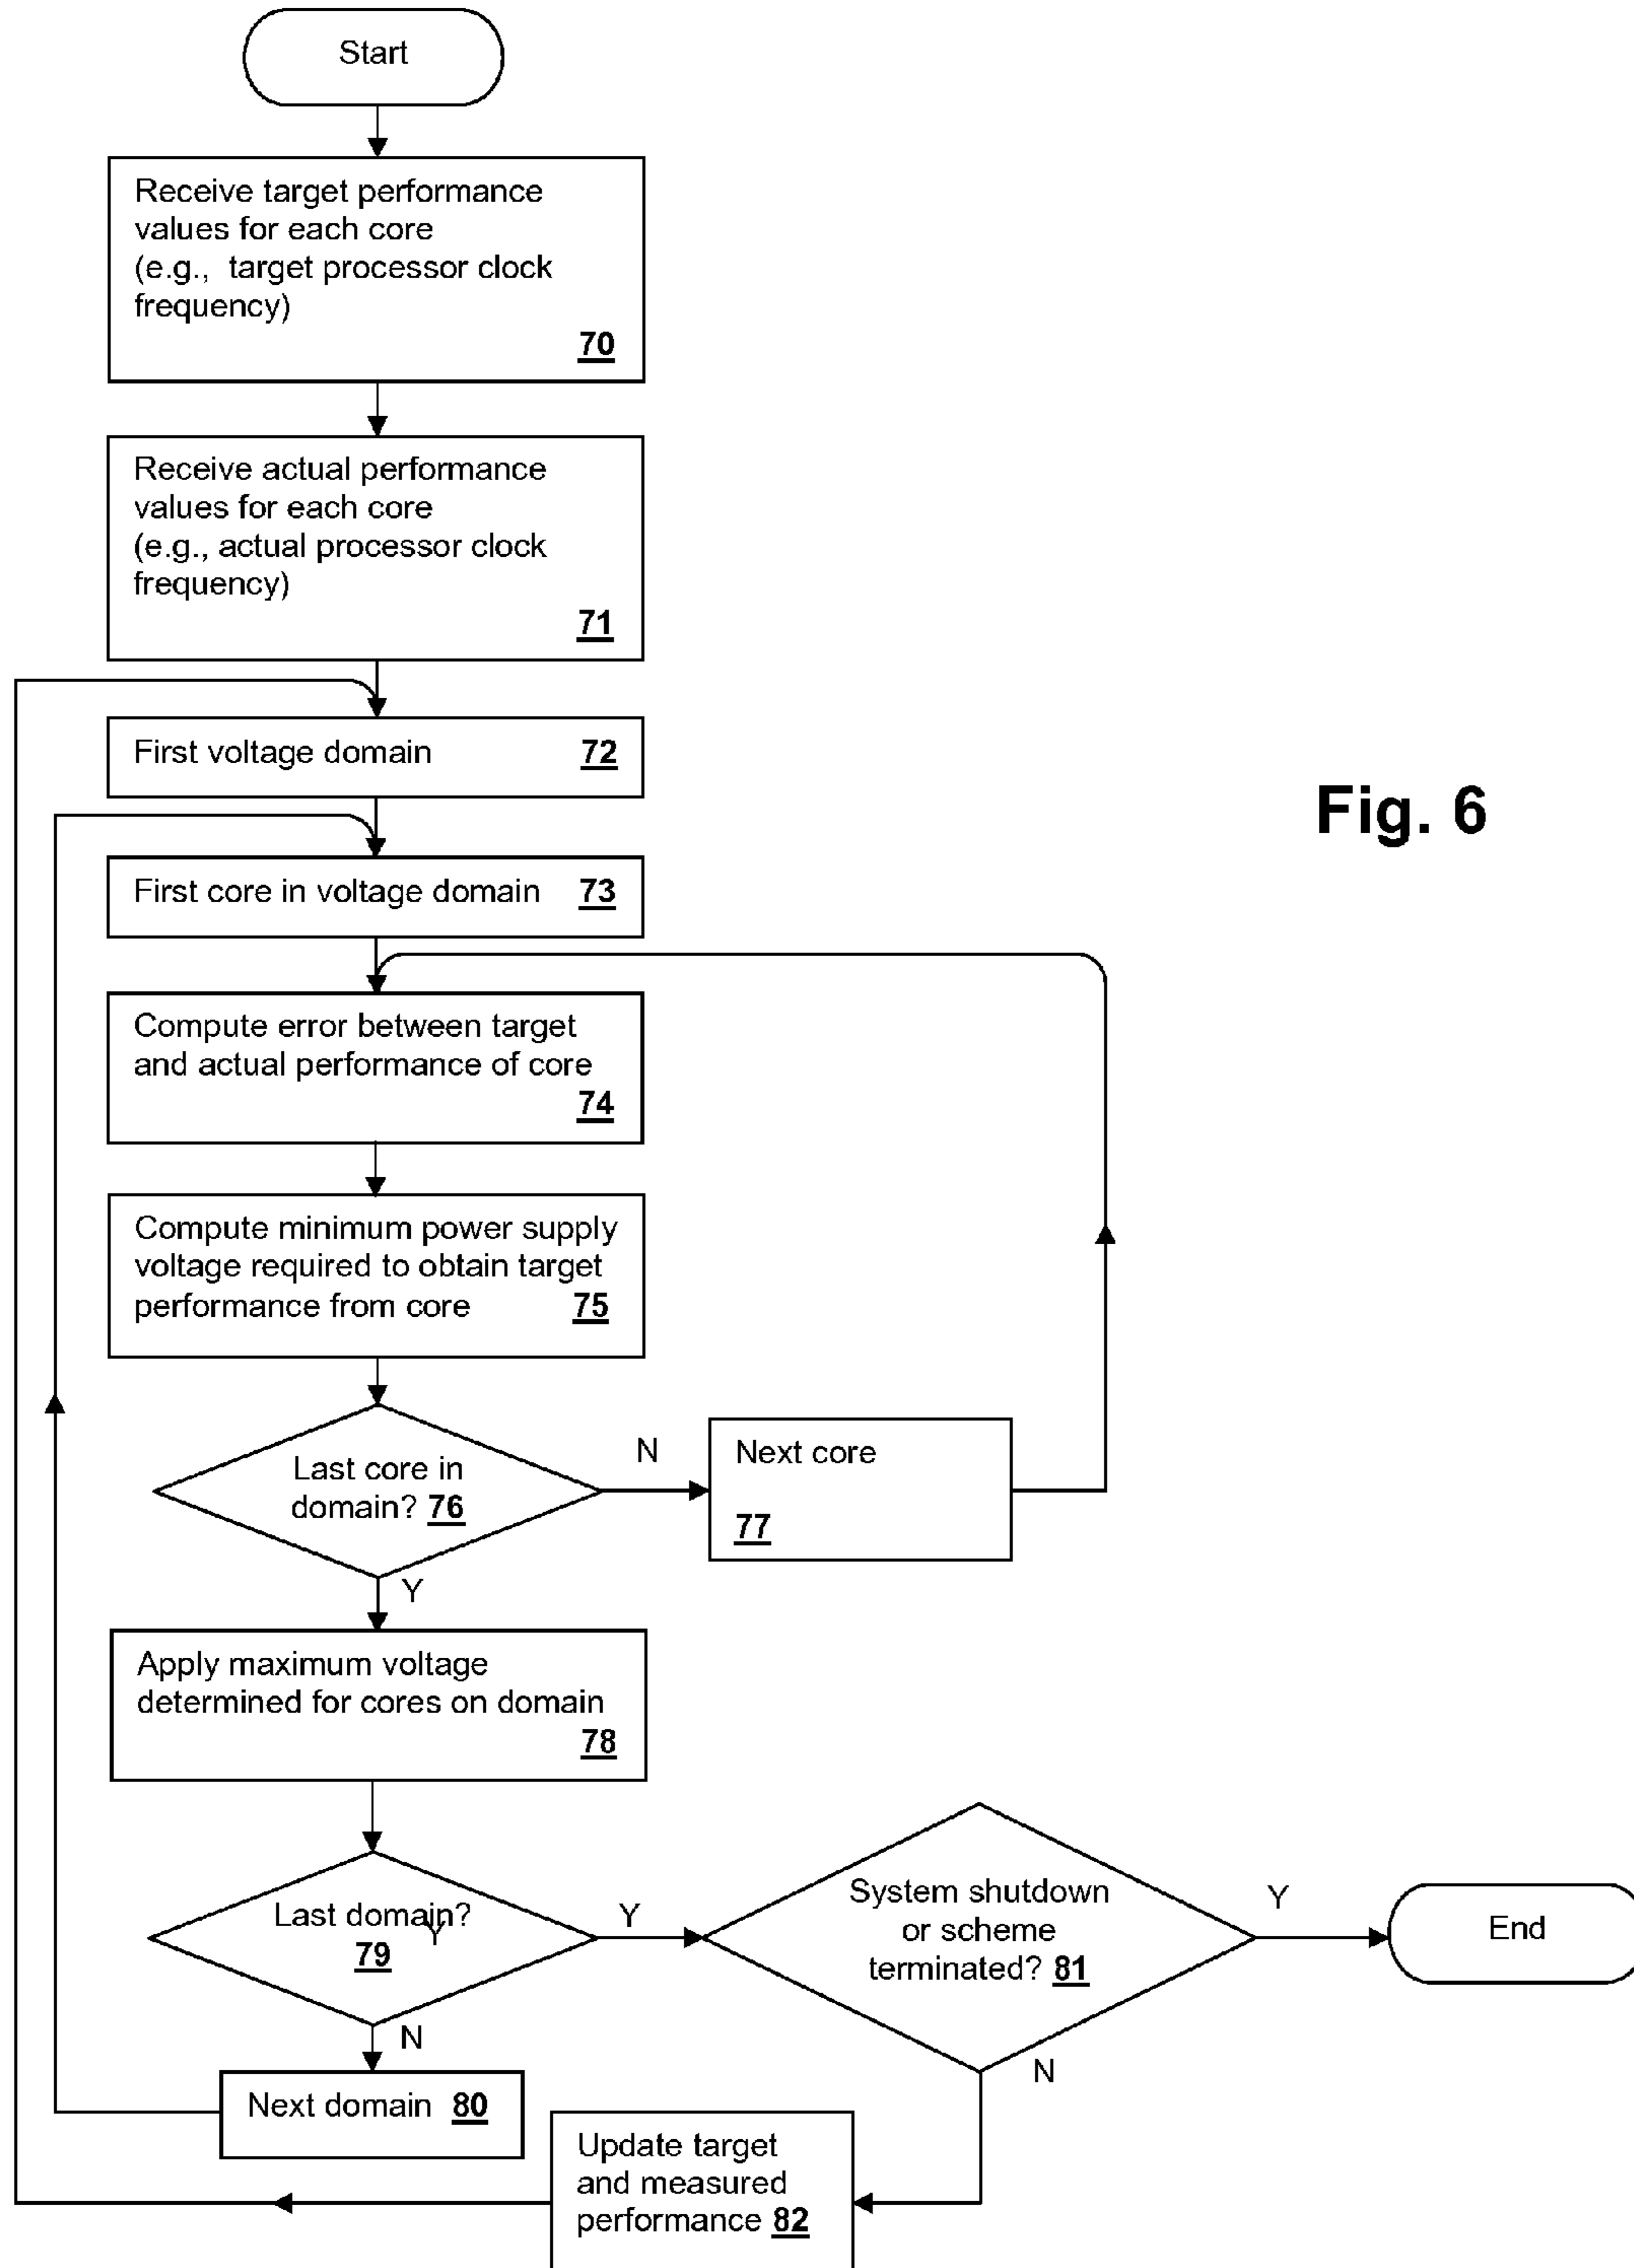 Start
Receive target performance
values for each core
(e.g., target processor clock
frequency)
70
Receive actual performance
values for each core
(e.g., actual processor clock
frequency)
71
First voltage domain 72
Fig. 6
First core in voltage domain 73
Compute error between target
and actual performance of core
74
Compute minimum power supply
voltage required to obtain target
performance from core 75
Last core in
domain? 76
N
Next core
77
Y
Apply maximum voltage
determined for cores on domain
78
Last domain?
Y
79
Y
System shutdown
or scheme
terminated? 81
Y
End
N
N
Next domain 80
Update target
and measured
performance 82